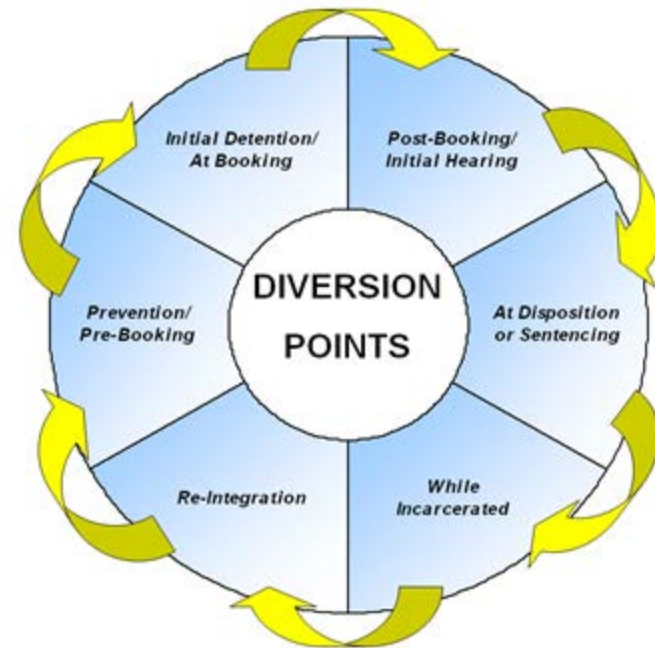 Initial Detention/
At Booking
Post-Booking/
Initial Hearing
DIVERSION
POINTS
Prevention/
Pre-Booking
At Disposition
or Sentencing
Re-Integration
While
Incarcerated